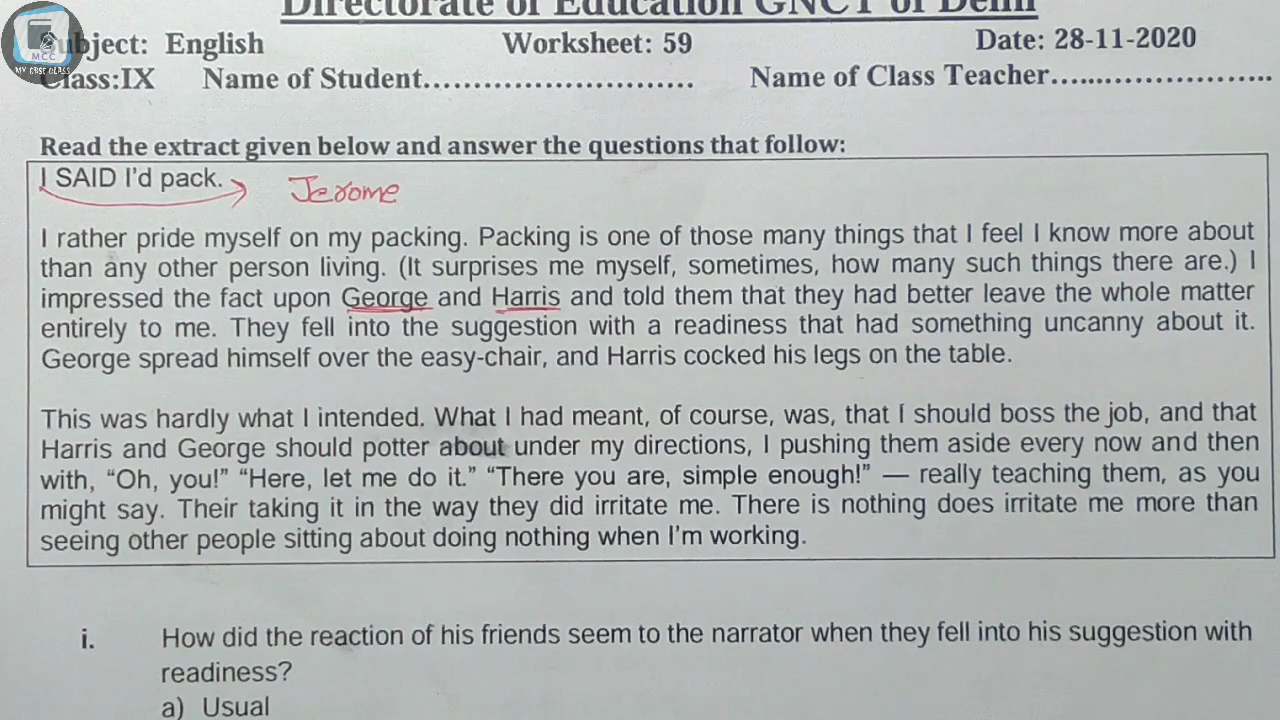 Directorate of Education GNCT of Delhi
Subject: English Worksheet: 59 Date: 28-11-2020
Class:IX Name of Student........................... Name of Class Teacher.........................
MCC
MY CBSE CLASS
Read the extract given below and answer the questions that follow:
I SAID I'd pack. Jerome
I rather pride myself on my packing. Packing is one of those many things that I feel I know more about
than any other person living. (It surprises me myself, sometimes, how many such things there are.) I
impressed the fact upon George and Harris and told them that they had better leave the whole matter
entirely to me. They fell into the suggestion with a readiness that had something uncanny about it.
George spread himself over the easy-chair, and Harris cocked his legs on the table.
This was hardly what I intended. What I had meant, of course, was, that I should boss the job, and that
Harris and George should potter about under my directions, I pushing them aside every now and then
with, “Oh, you!” “Here, let me do it.” “There you are, simple enough!” — really teaching them, as you
might say. Their taking it in the way they did irritate me. There is nothing does irritate me more than
seeing other people sitting about doing nothing when I'm working.
i. How did the reaction of his friends seem to the narrator when they fell into his suggestion with
readiness?
a) Usual